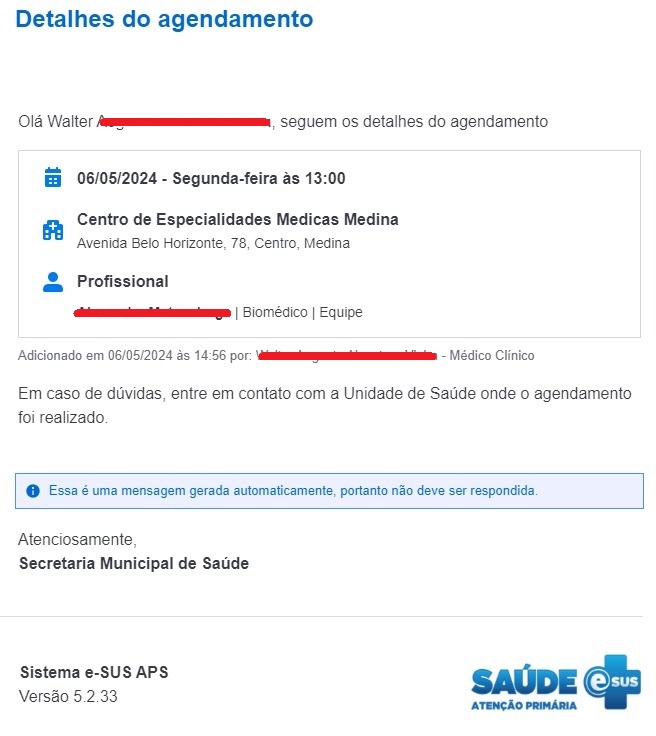 Detalhes do agendamento
Olá Walter , seguem os detalhes do agendamento
06/05/2024 - Segunda-feira às 13:00
Centro de Especialidades Medicas Medina
Avenida Belo Horizonte, 78, Centro, Medina
Profissional
| Biomédico | Equipe
Adicionado em 06/05/2024 às 14:56 por: - Médico Clínico
Em caso de dúvidas, entre em contato com a Unidade de Saúde onde o agendamento
foi realizado.
Essa é uma mensagem gerada automaticamente, portanto não deve ser respondida.
Atenciosamente,
Secretaria Municipal de Saúde
Sistema e-SUS APS
Versão 5.2.33
SAÚDE e SUS
ATENÇÃO PRIMÁRIA